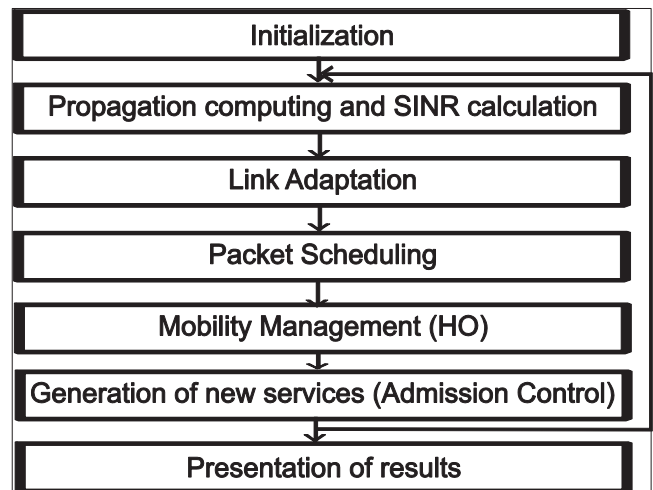 Initialization
Propagation computing and SINR calculation
Link Adaptation
Packet Scheduling
Mobility Management (HO)
Generation of new services (Admission Control)
Presentation of results